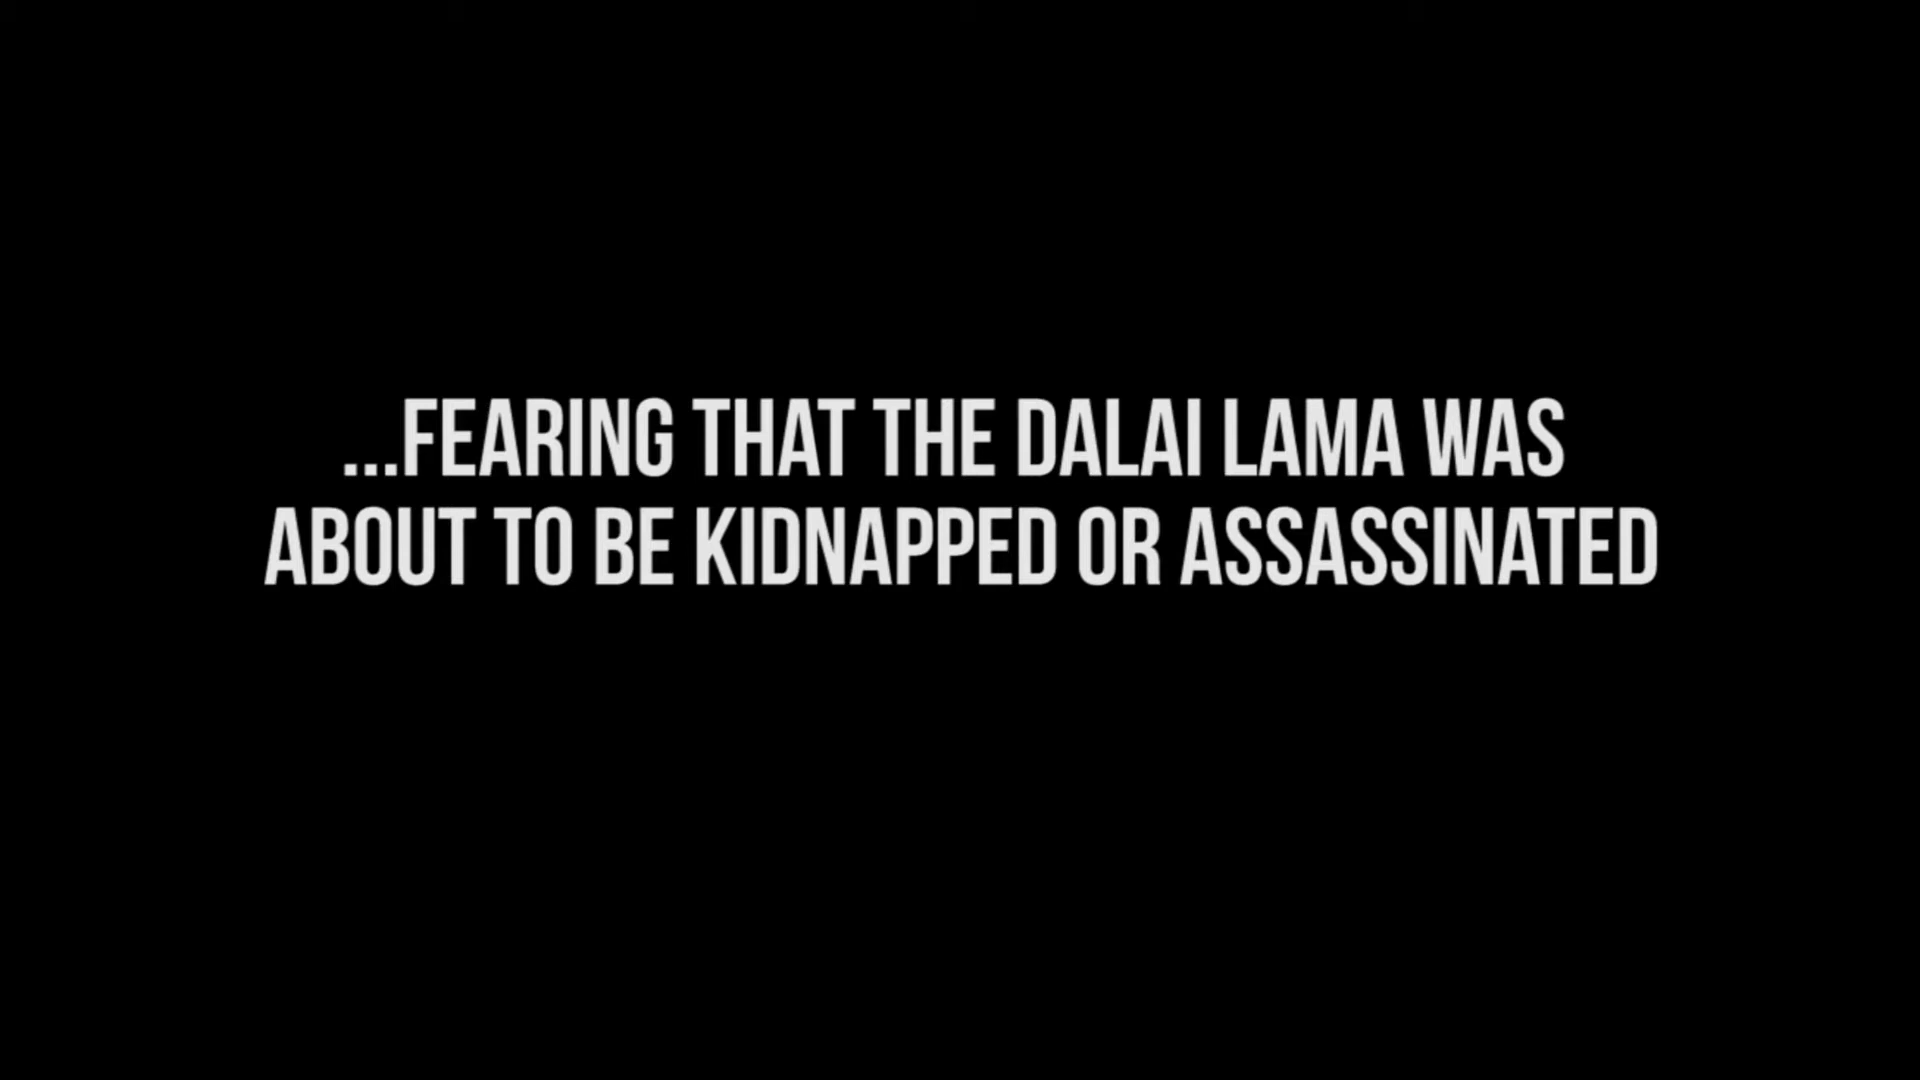 ...FEARING THAT THE DALAI LAMA WAS
ABOUT TO BE KIDNAPPED OR ASSASSINATED